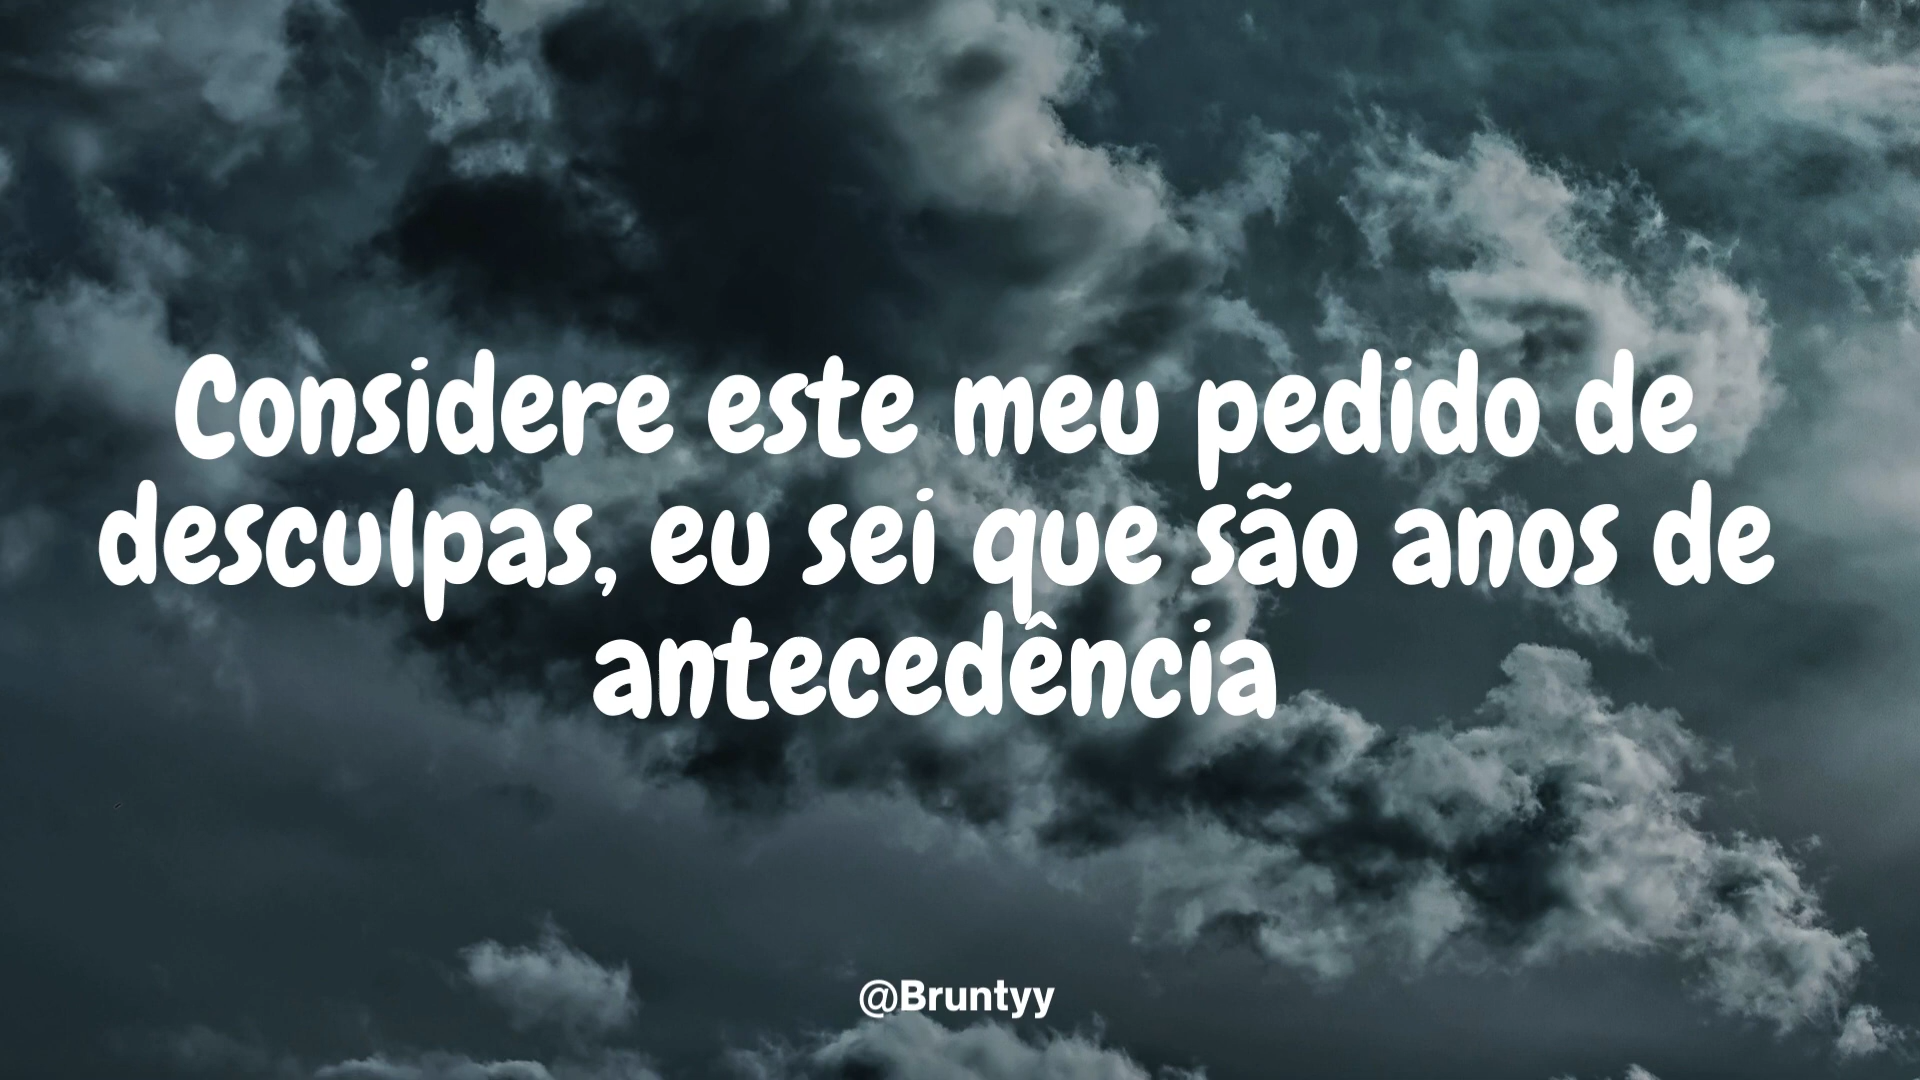 Considere este meu pedido de
desculpas, eu sei que são anos de
antecedência
@Bruntyy